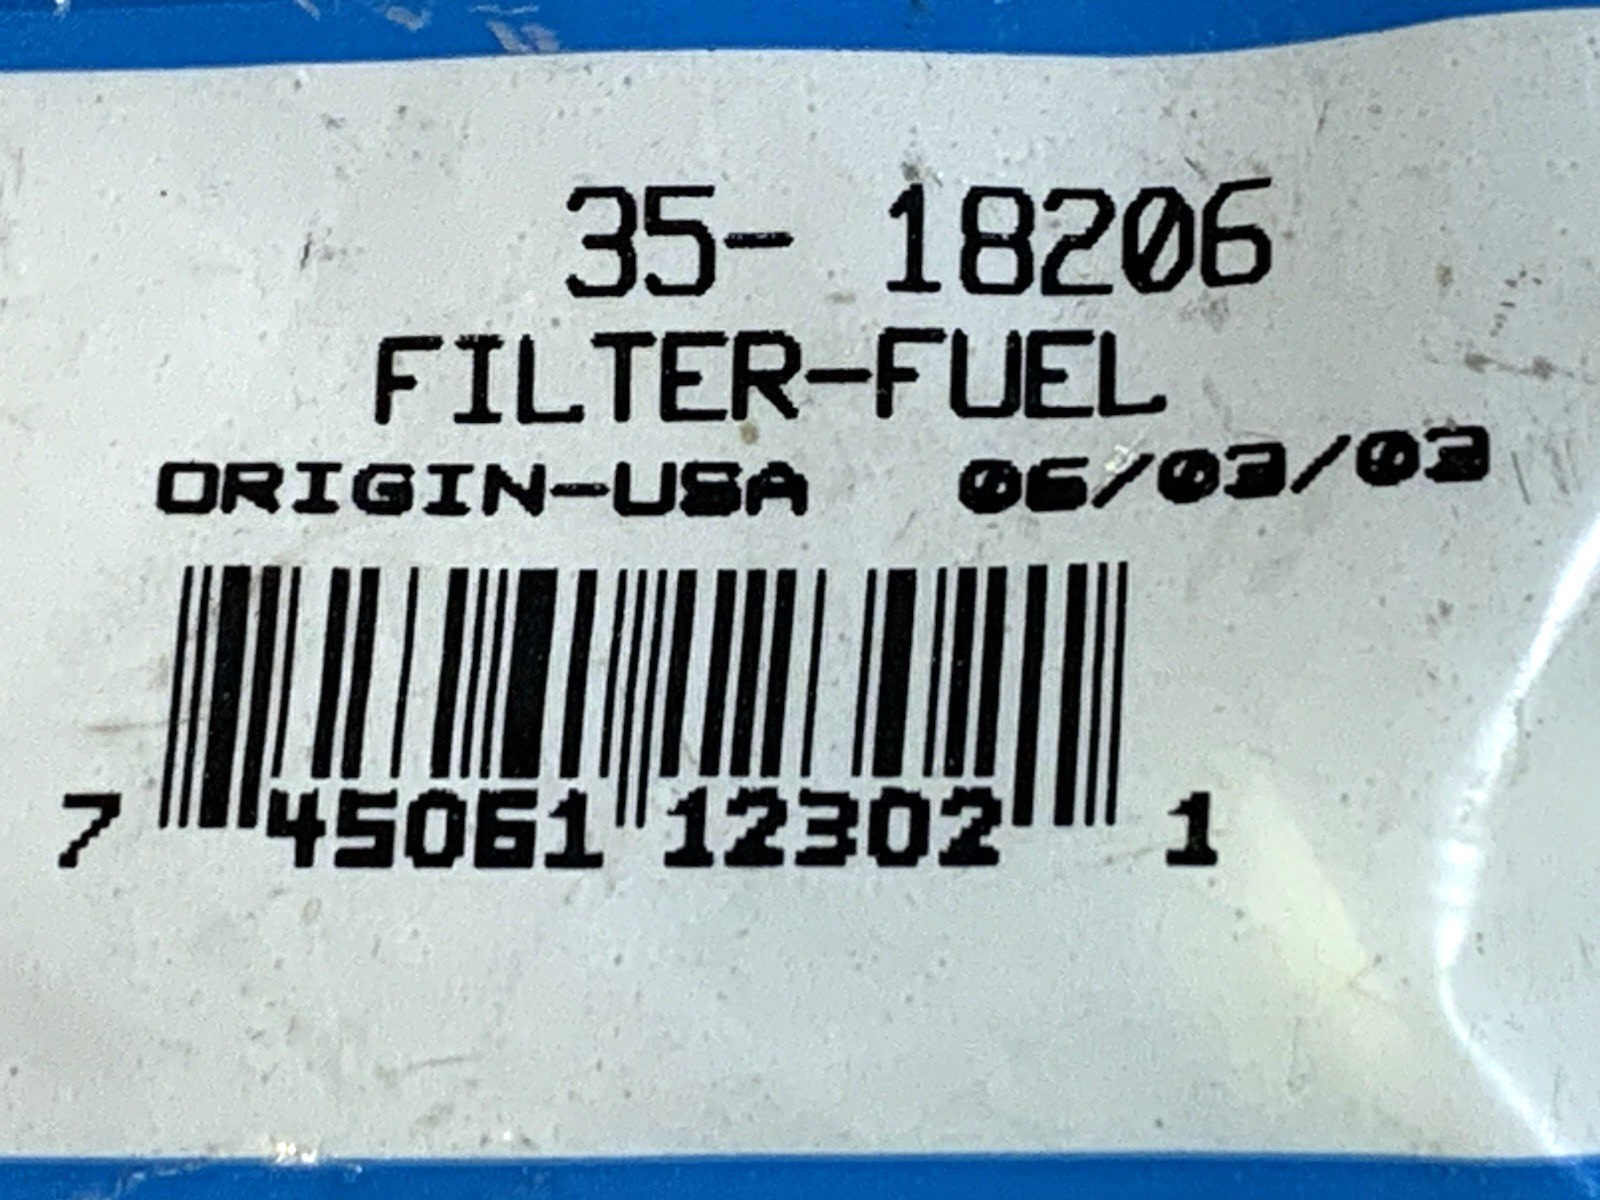 35- 18206
FILTER-FUEL
ORIGIN-USA 06/03/03
7 45061 12302 1